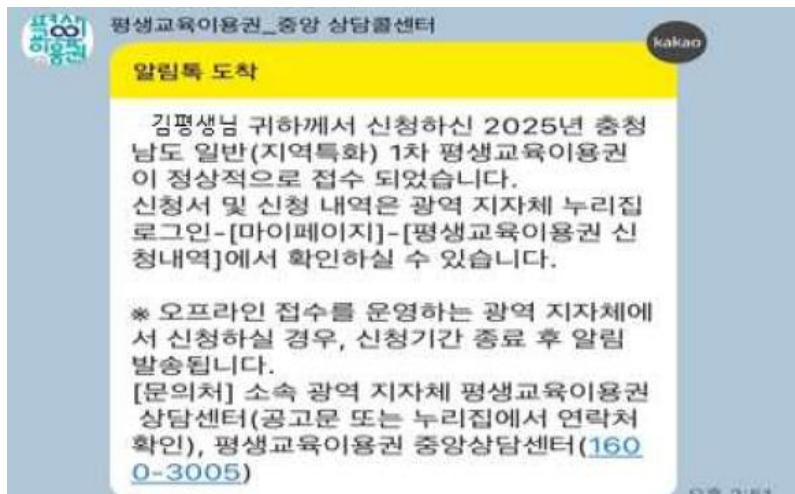 평생교육이용권_중앙 상담콜센터
kakao
알림톡 도착
김평생님 귀하께서 신청하신 2025년 충청
남도 일반(지역특화) 1차 평생교육이용권
이 정상적으로 접수 되었습니다.
신청서 및 신청 내역은 광역 지자체 누리집
로그인-[마이페이지]-[평생교육이용권 신
청내역]에서 확인하실 수 있습니다.
※ 오프라인 접수를 운영하는 광역 지자체에
서 신청하실 경우, 신청기간 종료 후 알림
발송됩니다.
[문의처] 소속 광역 지자체 평생교육이용권
상담센터(공고문 또는 누리집에서 연락처
확인), 평생교육이용권 중앙상담센터(160
0-3005)